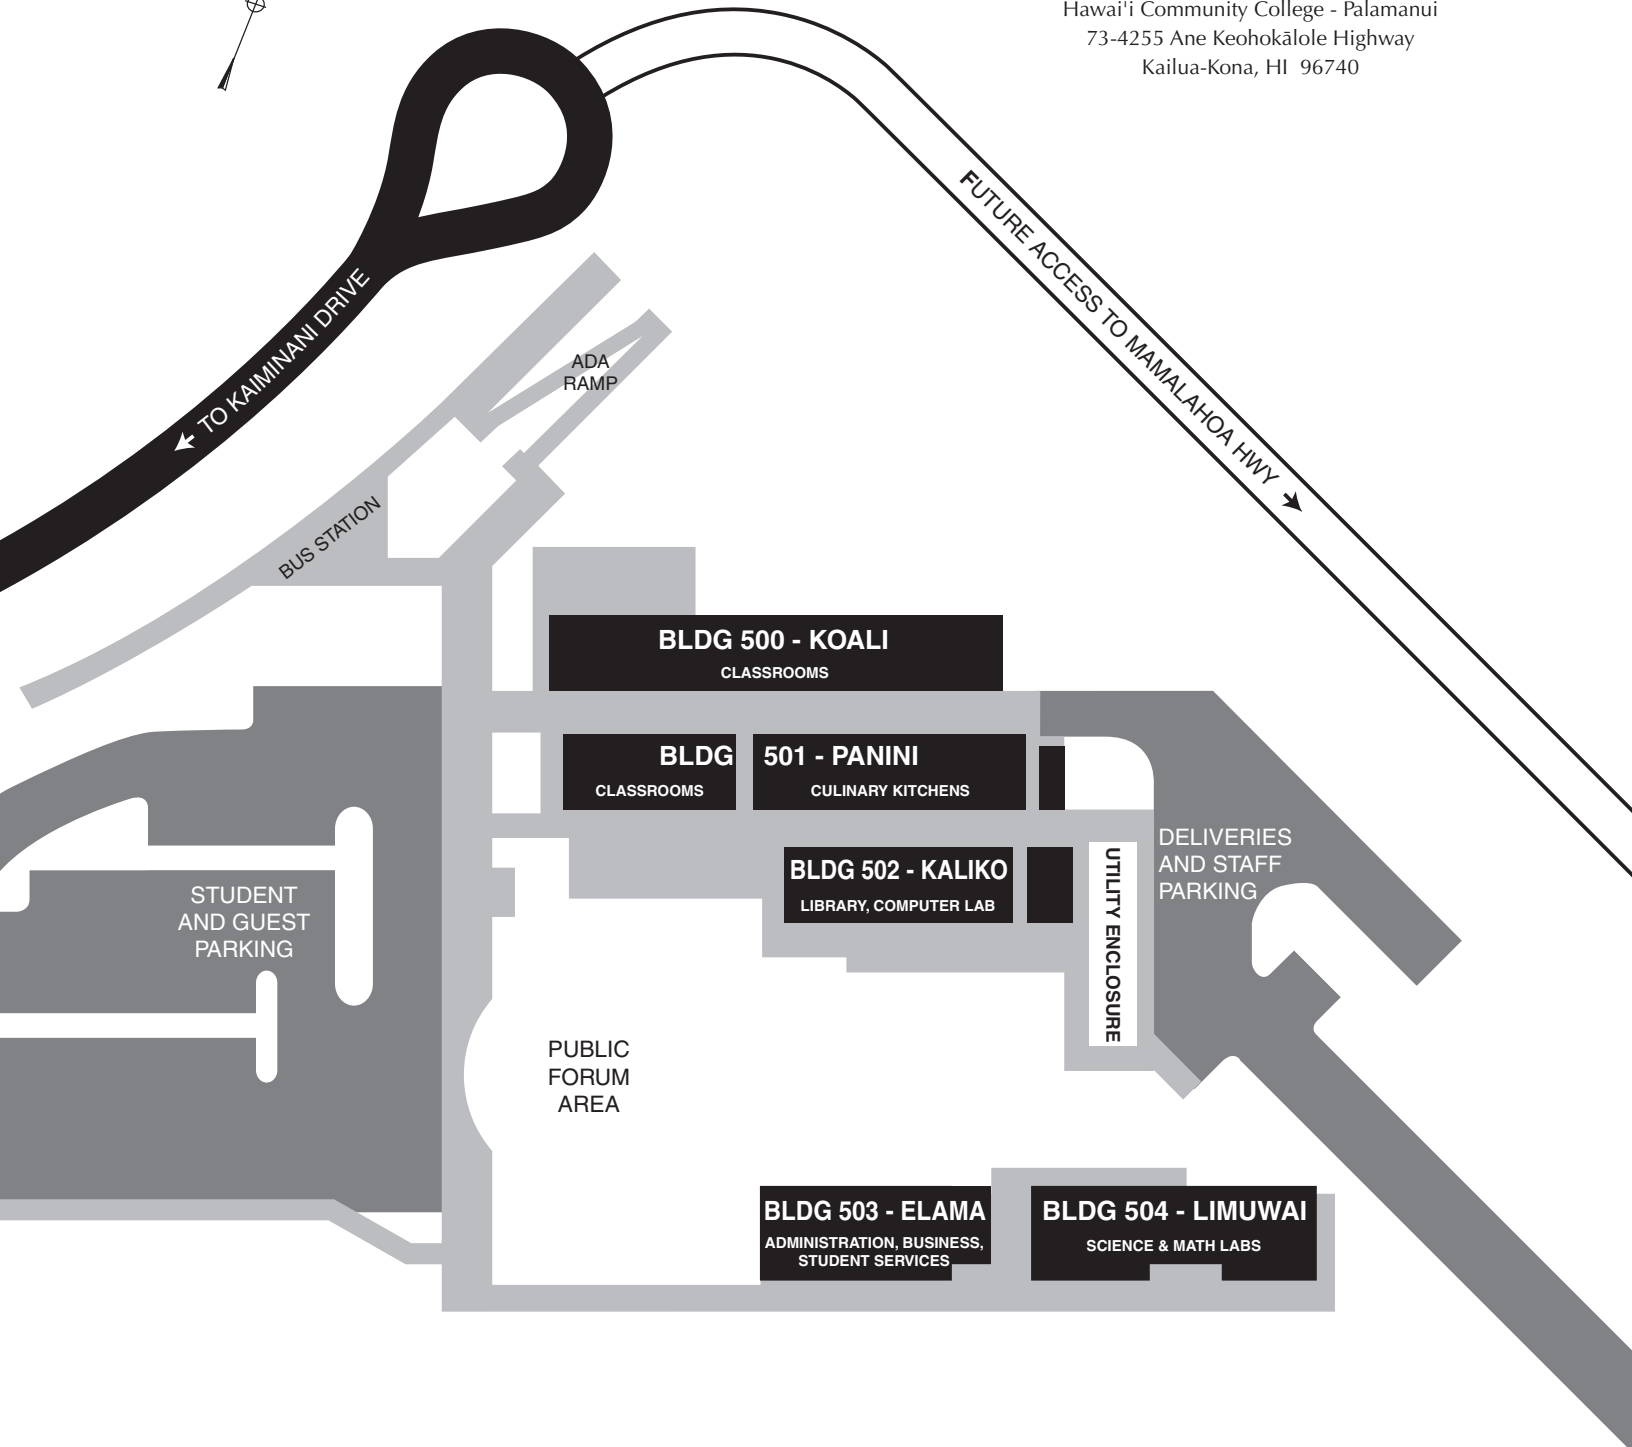 Hawai'i Community College - Palamanui
73-4255 Ane Keohokālole Highway
Kailua-Kona, HI  96740
FUTURE ACCESS TO MAMALAHOA HWY
TO KAIMINANI DRIVE
ADA
RAMP
BUS STATION
BLDG 500 - KOALI
CLASSROOMS
BLDG 501 - PANINI
CLASSROOMS
CULINARY KITCHENS
BLDG 502 - KALIKO
LIBRARY, COMPUTER LAB
UTILITY ENCLOSURE
DELIVERIES
AND STAFF
PARKING
STUDENT
AND GUEST
PARKING
PUBLIC
FORUM
AREA
BLDG 503 - ELAMA
ADMINISTRATION, BUSINESS,
STUDENT SERVICES
BLDG 504 - LIMUWAI
SCIENCE & MATH LABS